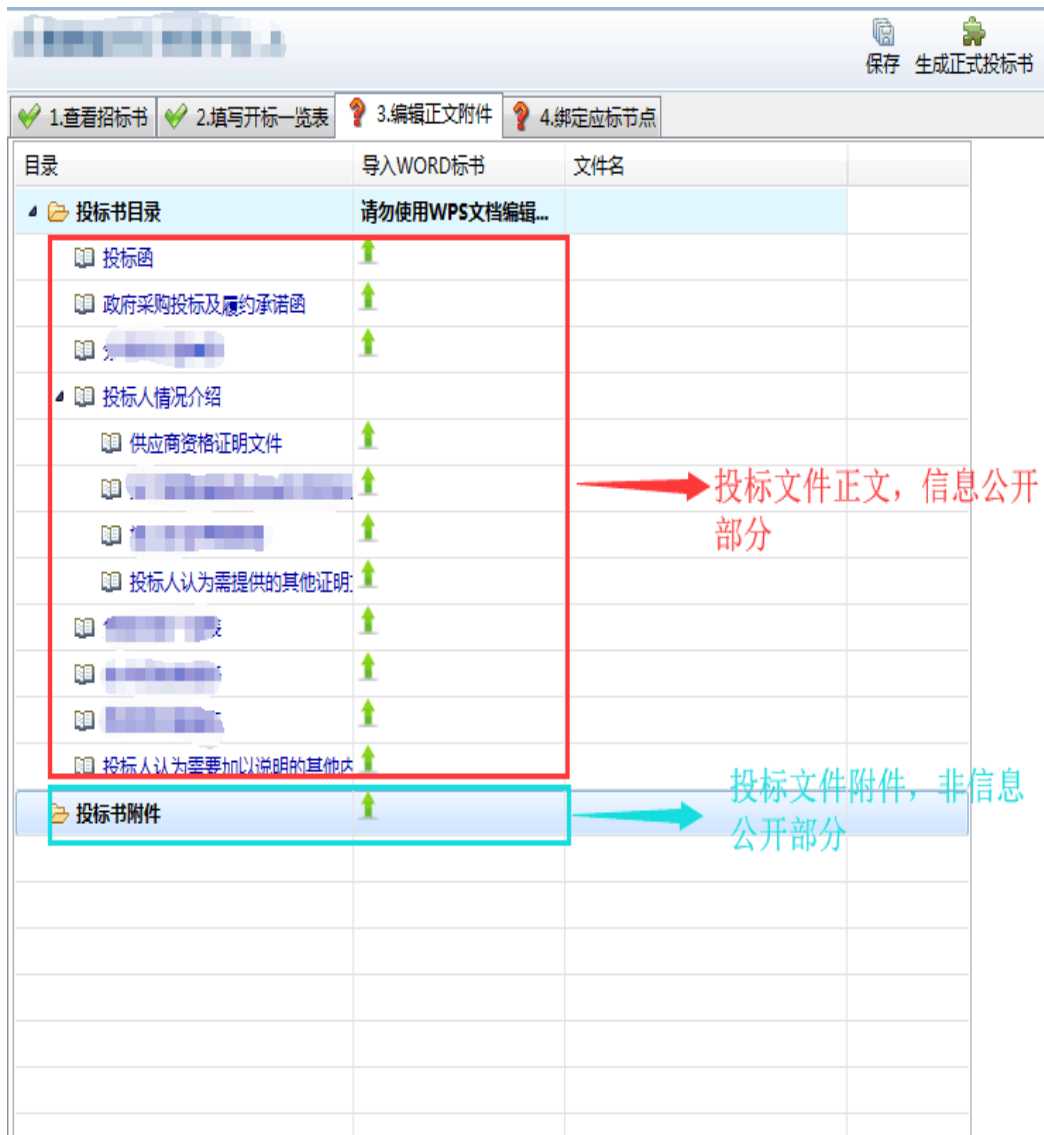 保存 生成正式投标书
1.查看招标书 2.填写开标一览表 3.编辑正文附件 4.绑定应标节点
目录 导入WORD标书 文件名
投标书目录 请勿使用WPS文档编辑...
投标函
政府采购投标及履约承诺函
投标人情况介绍
供应商资格证明文件
投标文件正文，信息公开
部分
投标人认为需提供的其他证明
投标人认为需要加以说明的其他内
投标文件附件，非信息
公开部分
投标书附件